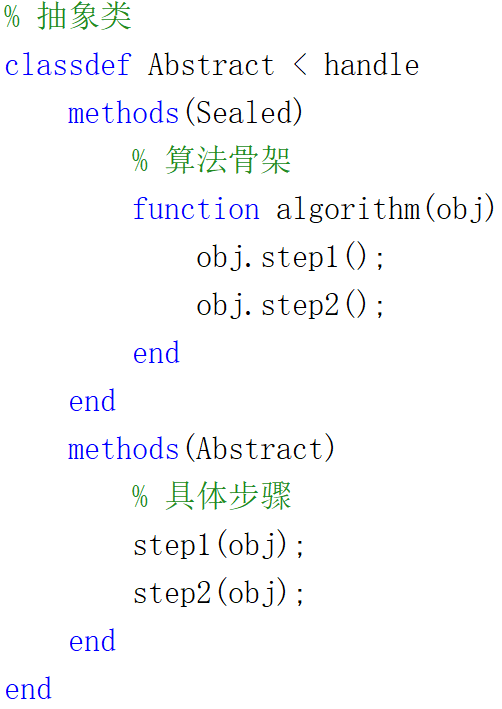 % 抽象类
classdef Abstract < handle
    methods(Sealed)
        % 算法骨架
        function algorithm(obj)
            obj.step1();
            obj.step2();
        end
    end
    methods(Abstract)
        % 具体步骤
        step1(obj);
        step2(obj);
    end
end